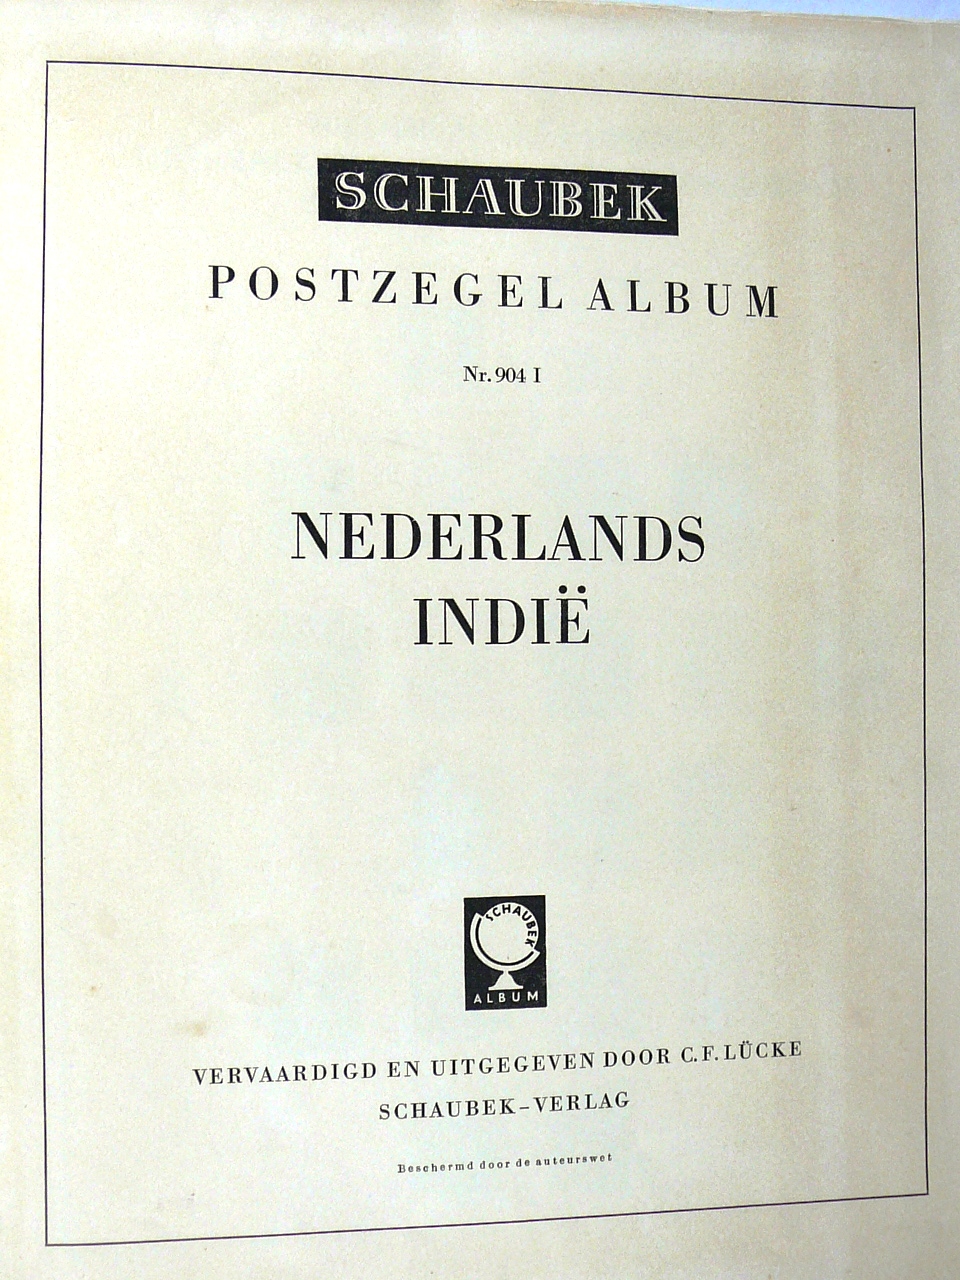 SCHAUBEK
POSTZEGEL ALBUM
Nr. 904 I
NEDERLANDS
INDIË
SCHAUBEK
ALBUM
VERVAARDIGD EN UITGEGEVEN DOOR C.F. LÜCKE
SCHAUBEK-VERLAG
Beschermd door de auteurswet